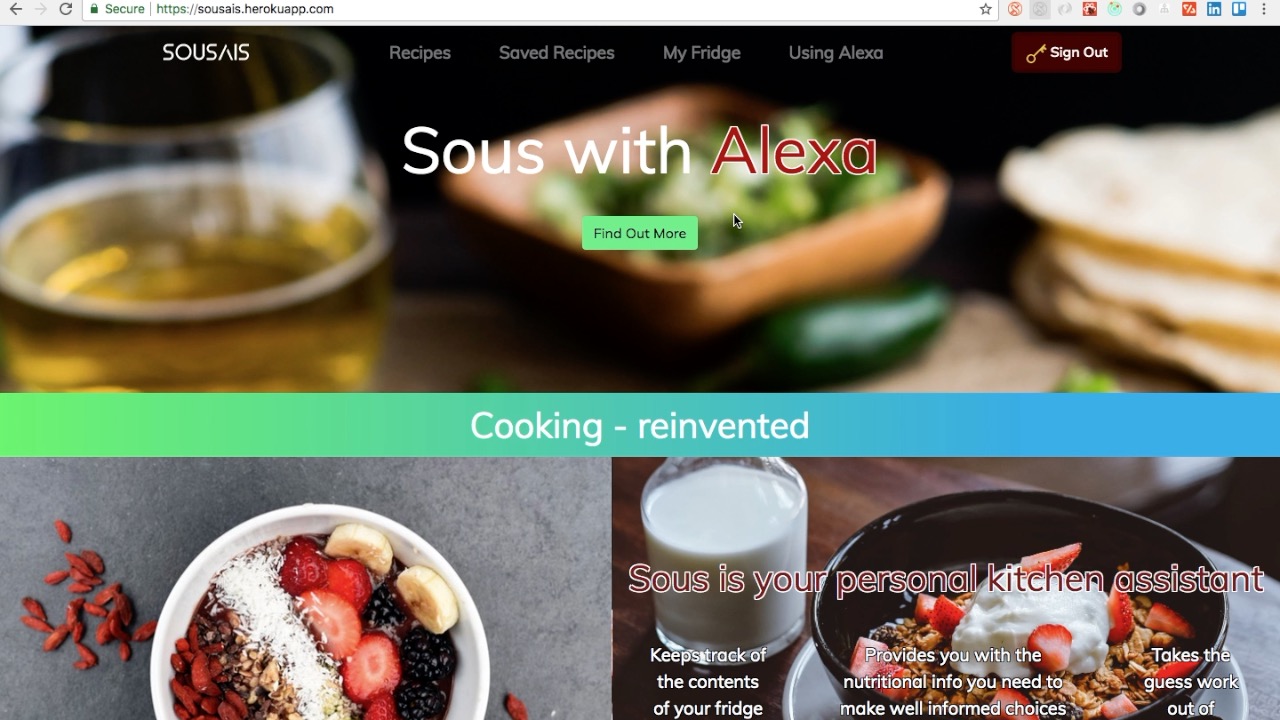 Secure https://sousais.herokuapp.com
SOUSAIS Recipes Saved Recipes My Fridge Using Alexa Sign Out
Sous with Alexa
Find Out More
Cooking - reinvented
Sous is your personal kitchen assistant
Keeps track of
the contents
of your fridge
Provides you with the
nutritional info you need to
make well informed choices
Takes the
guess work
out of